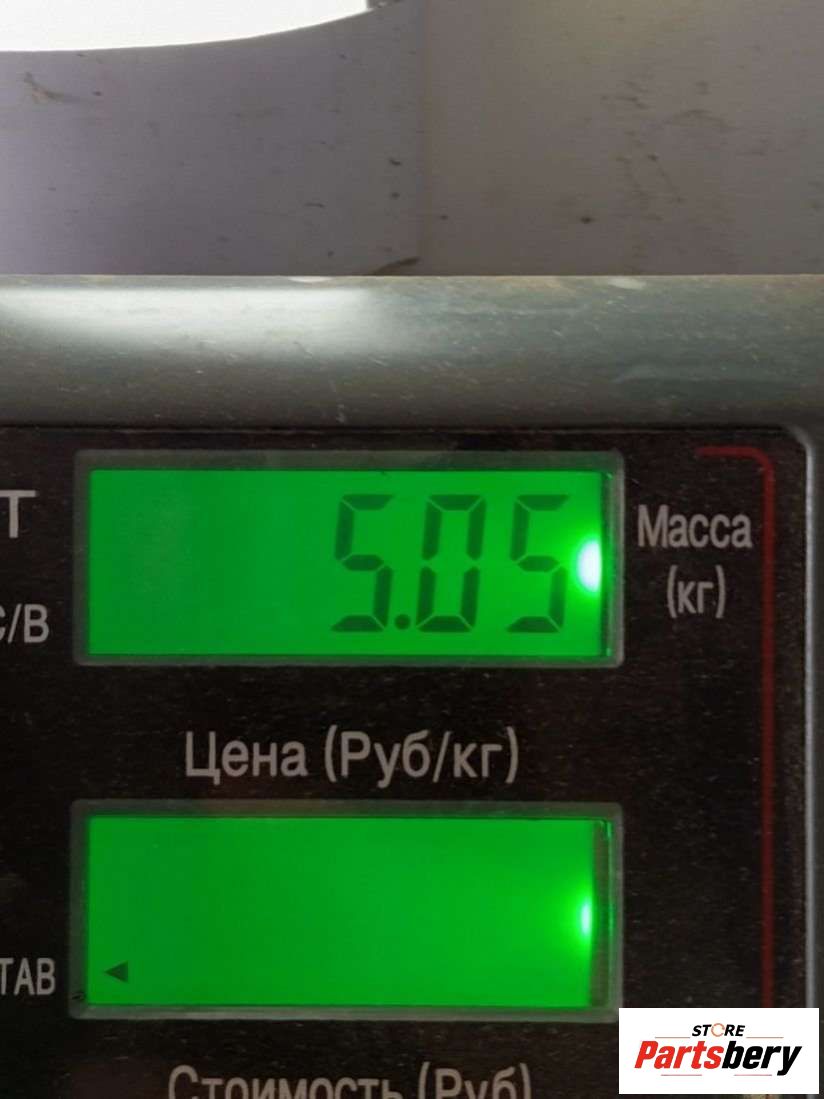 Т
5.05
Масса
(кг)
С/В
Цена (Руб/кг)
ТАВ
Стоимость (Руб)
STORE
Partsbery